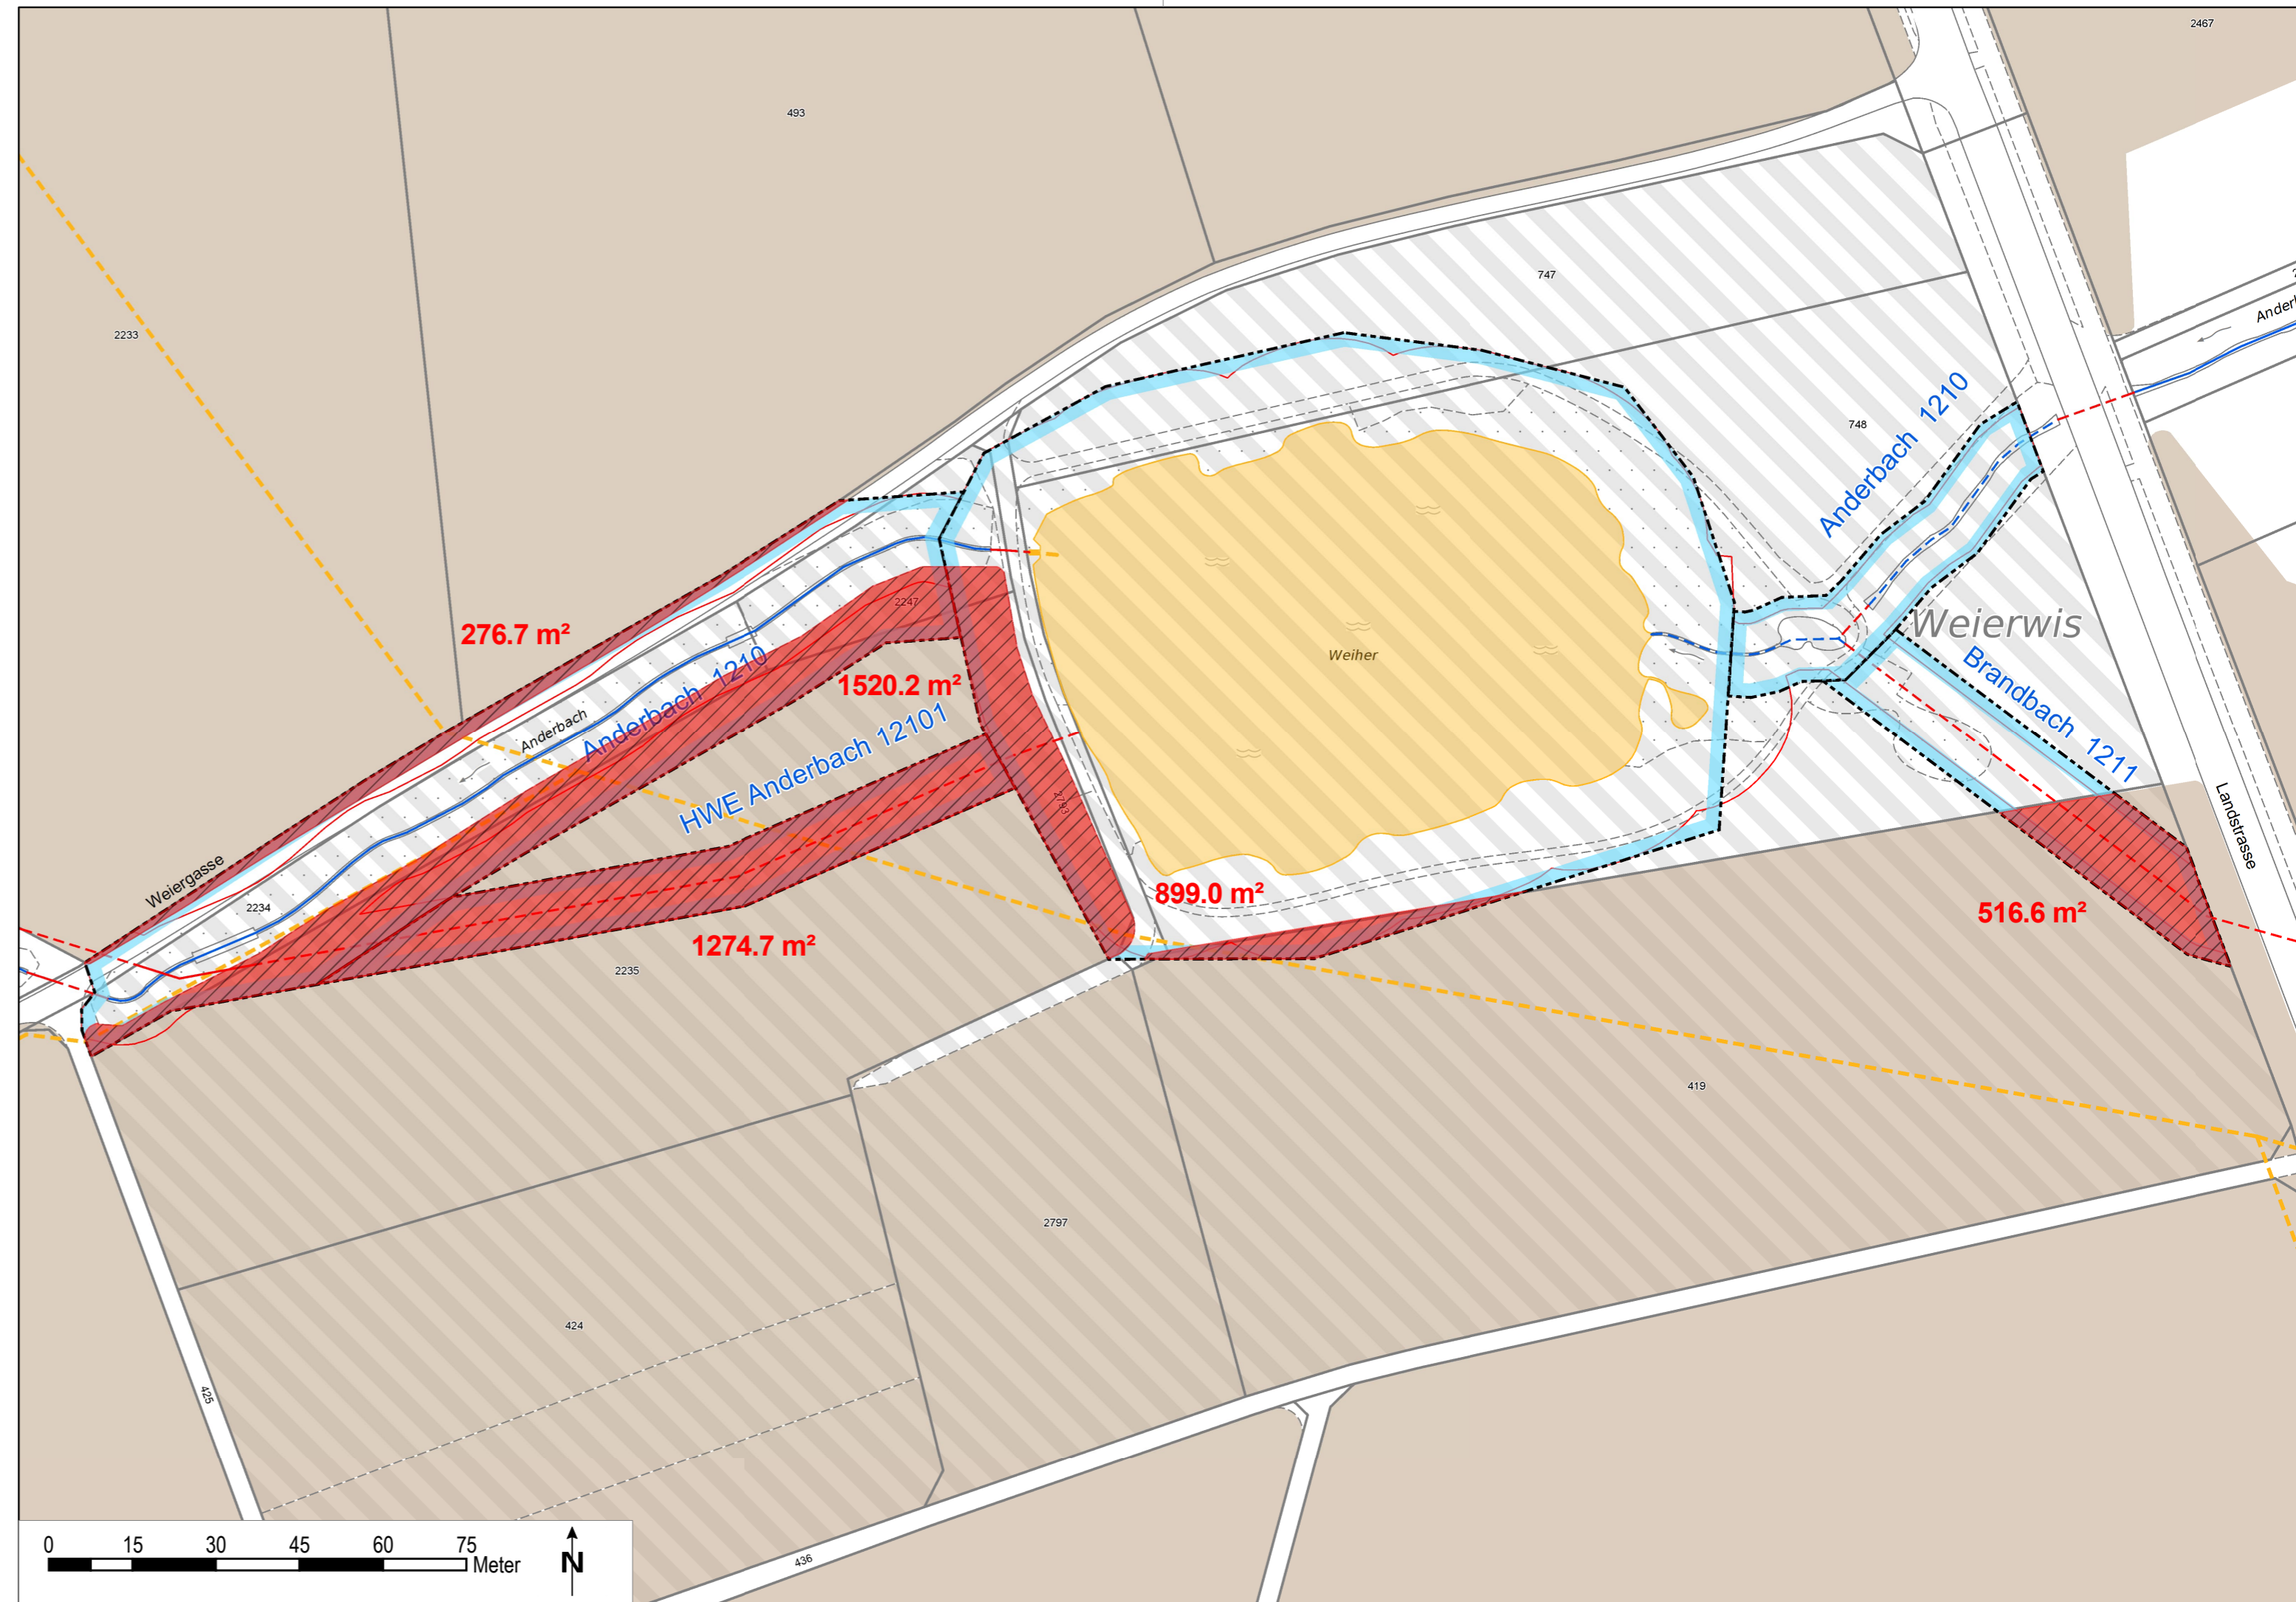 2467
493
2233
747
748
Ander
Anderbach 1210
Weierwis
Brandbach 1211
Landstrasse
Weiher
2247
276.7 m²
1520.2 m²
Anderbach 1210
Anderbach
HWE Anderbach 12101
2793
Weiergasse
2234
899.0 m²
516.6 m²
1274.7 m²
2235
419
2797
424
425
436
0 15 30 45 60 75
Meter
N